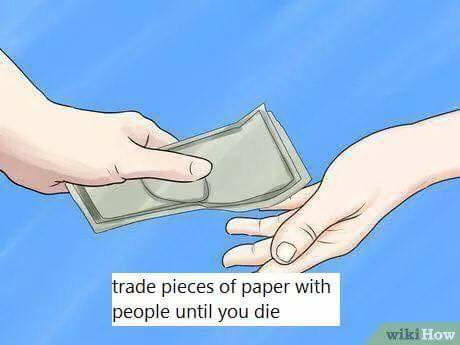 trade pieces of paper with
people until you die
wikiHow